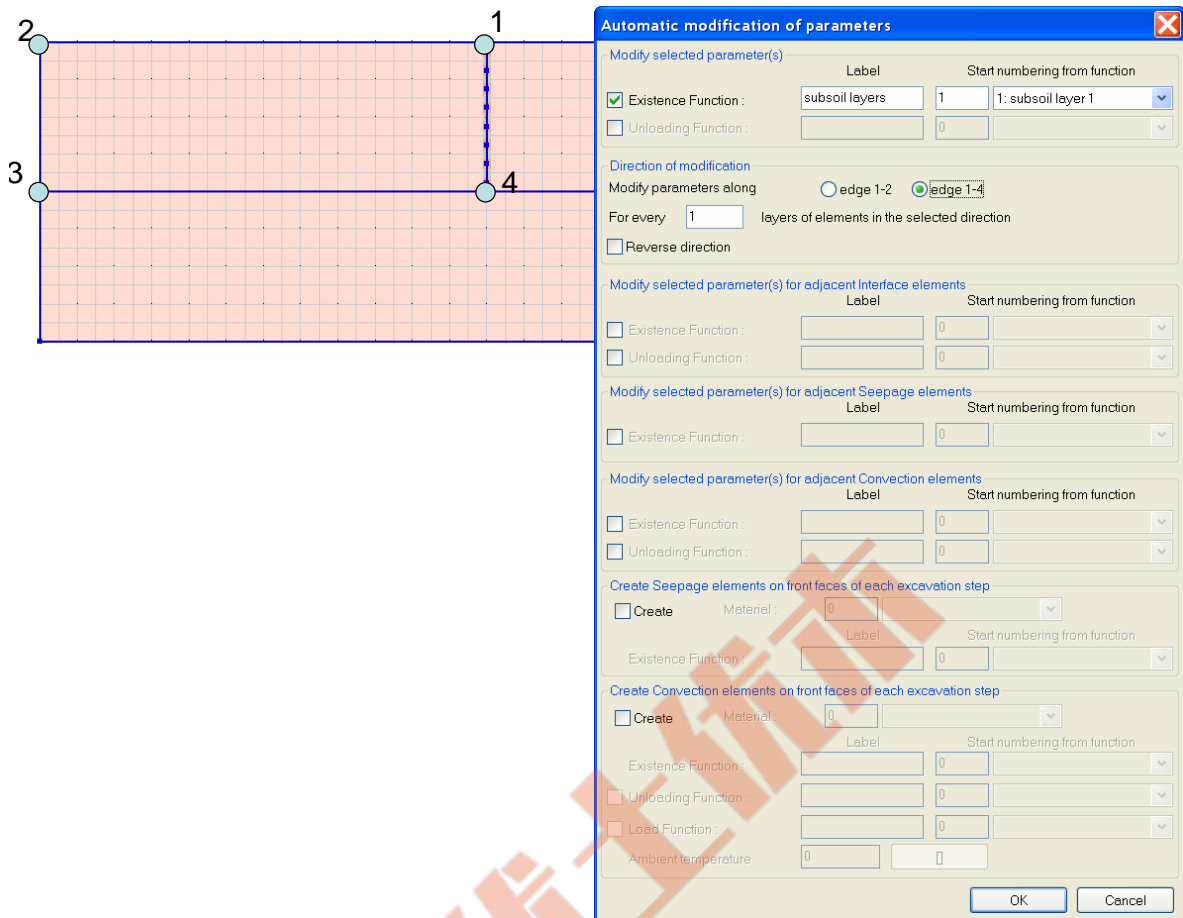 1
2
3
4
Automatic modification of parameters
Modify selected parameter(s)
Label Start numbering from function
Existence Function : subsoil layers 1 1: subsoil layer 1
Unloading Function : 0
Direction of modification
Modify parameters along edge 1-2 edge 1-4
For every 1 layers of elements in the selected direction
Reverse direction
Modify selected parameter(s) for adjacent Interface elements
Label Start numbering from function
Existence Function : 0
Unloading Function : 0
Modify selected parameter(s) for adjacent Seepage elements
Label Start numbering from function
Existence Function : 0
Modify selected parameter(s) for adjacent Convection elements
Label Start numbering from function
Existence Function : 0
Unloading Function : 0
Create Seepage elements on front faces of each excavation step
Create Material : 0
Label Start numbering from function
Existence Function : 0
Create Convection elements on front faces of each excavation step
Create Material : 0
Label Start numbering from function
Existence Function : 0
Unloading Function : 0
Load Function : 0
Ambient temperature 0 []
OK Cancel